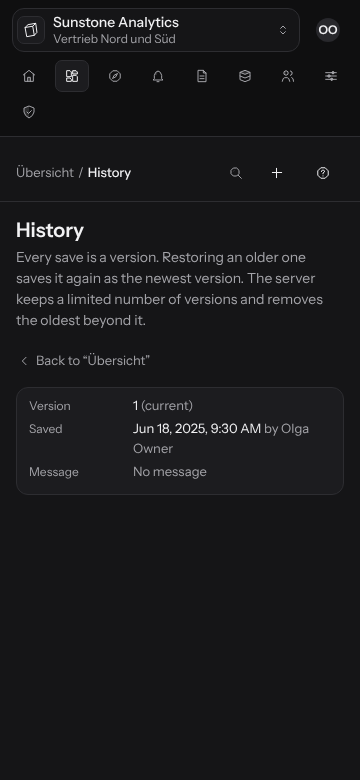 Sunstone Analytics
Vertrieb Nord und Süd
OO
Übersicht / History
History
Every save is a version. Restoring an older one
saves it again as the newest version. The server
keeps a limited number of versions and removes
the oldest beyond it.
Back to “Übersicht”
Version 1 (current)
Saved Jun 18, 2025, 9:30 AM by Olga
Owner
Message No message